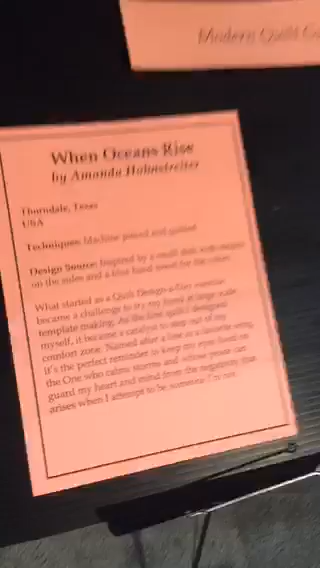 Modern Quilt
When Oceans Rise
by Amanda Hohnstreiter
Thorndale, Texas
USA
Techniques: Machine pieced and quilted
Design Source: Inspired by a small dish with
on the sides and a blue hand towel for the colors
What started as a Quilt Design-a-Day exercise
became a challenge to try my hand at large scale
template making. As the first quilt I designed
myself, it became a catalyst to step out of my
comfort zone. Named after a line in a favorite song,
it's the perfect reminder to keep my eyes fixed on
the One who calms storms and whose peace can
guard my heart and mind from the negativity that
arises when I attempt to be someone I'm not.